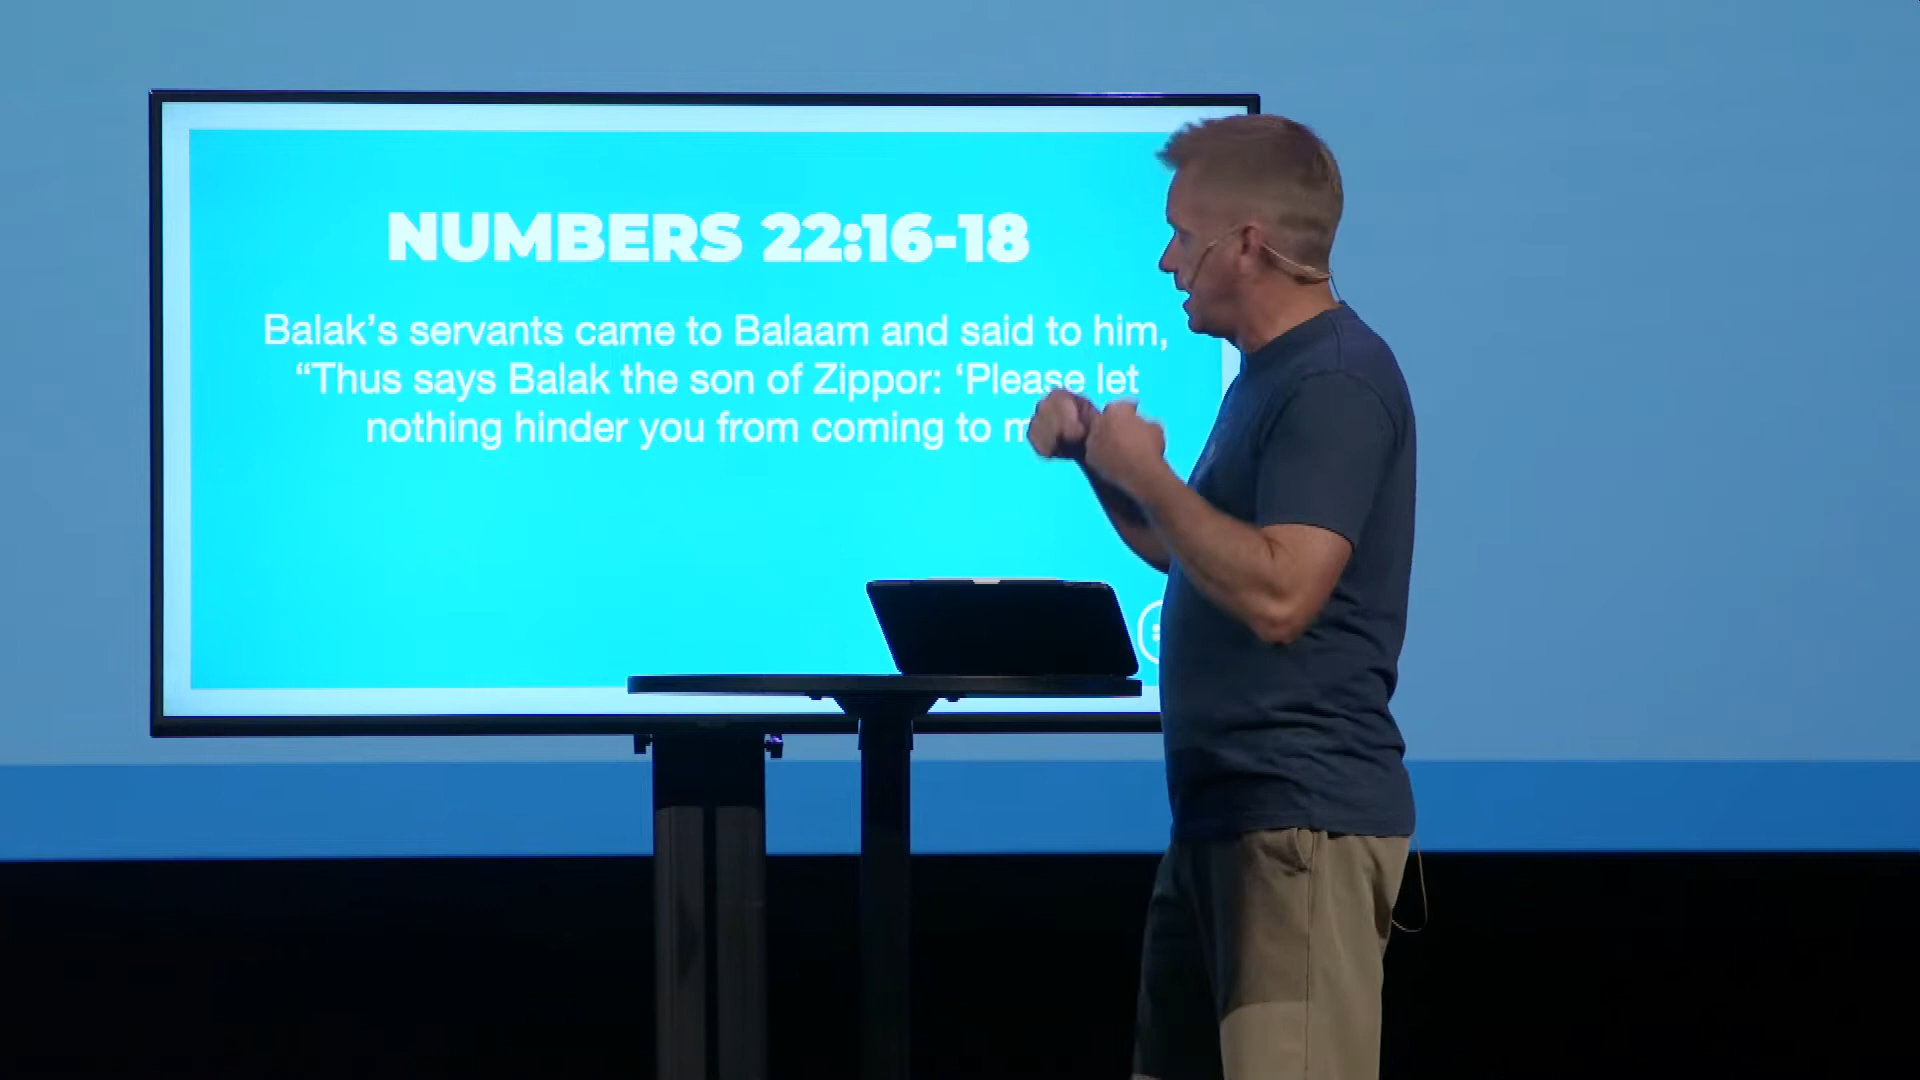 NUMBERS 22:16-18
Balak’s servants came to Balaam and said to him,
“Thus says Balak the son of Zippor: ‘Please let
nothing hinder you from coming to